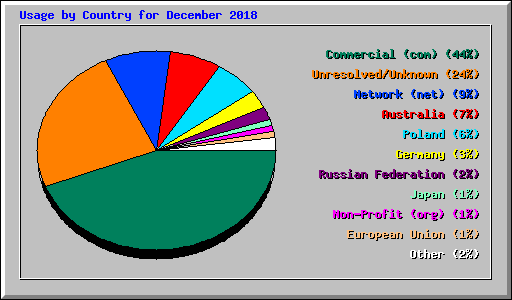 Usage by Country for December 2018
Commercial (com) (44%)
Unresolved/Unknown (24%)
Network (net) (9%)
Australia (7%)
Poland (6%)
Germany (3%)
Russian Federation (2%)
Japan (1%)
Non-Profit (org) (1%)
European Union (1%)
Other (2%)